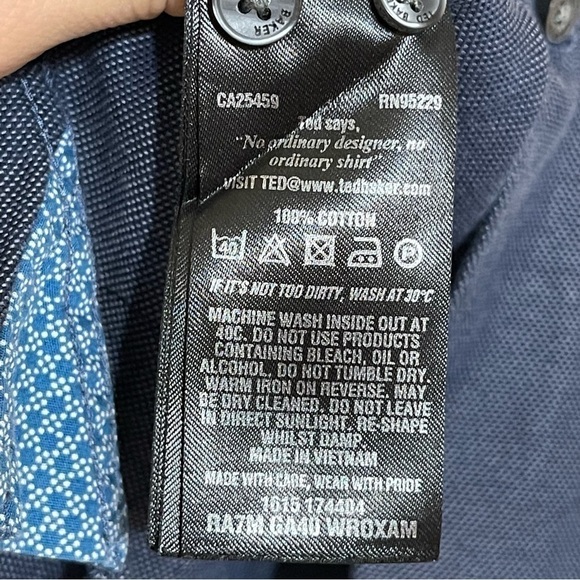 BAKER
TED BAKER
CA25459 RN95229
Ted says,
"No ordinary designer, no
ordinary shirt"
VISIT TED@www.tedbaker.com
100% COTTON
40 P
IF IT'S NOT TOO DIRTY, WASH AT 30°C
MACHINE WASH INSIDE OUT AT
40C. DO NOT USE PRODUCTS
CONTAINING BLEACH, OIL OR
ALCOHOL. DO NOT TUMBLE DRY.
WARM IRON ON REVERSE. MAY
BE DRY CLEANED. DO NOT LEAVE
IN DIRECT SUNLIGHT. RE-SHAPE
WHILST DAMP.
MADE IN VIETNAM
MADE WITH CARE, WEAR WITH PRIDE
1615 174404
RA7M GA40 WROXAM